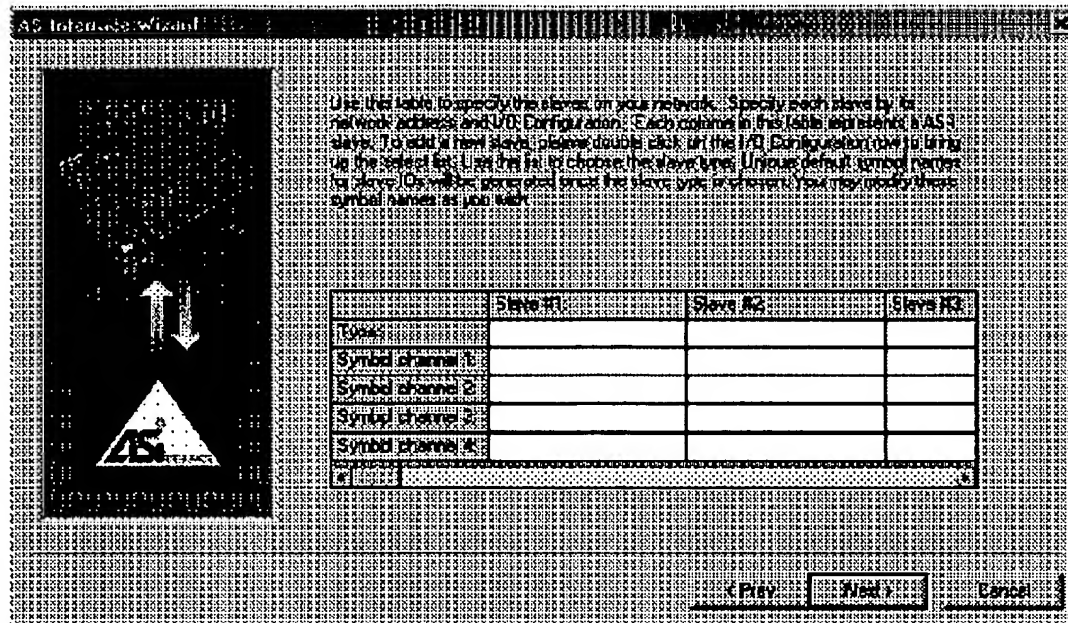 AS Interface Wizard
Use this table to specify the slaves on your network. Specify each slave by its
network address and I/O Configuration. Each column in this table represents a AS-i
slave. To add a new slave, please double click on the I/O Configuration row to bring
up the select list. Use the list to choose the slave type. Unique default symbol names
for slave IOs will be generated once the slave type is chosen. You may modify these
symbol names as you wish.
Slave #1: Slave #2: Slave #3:
Type:
Symbol channel 1:
Symbol channel 2:
Symbol channel 3:
Symbol channel 4:
ASi
< Prev Next > Cancel